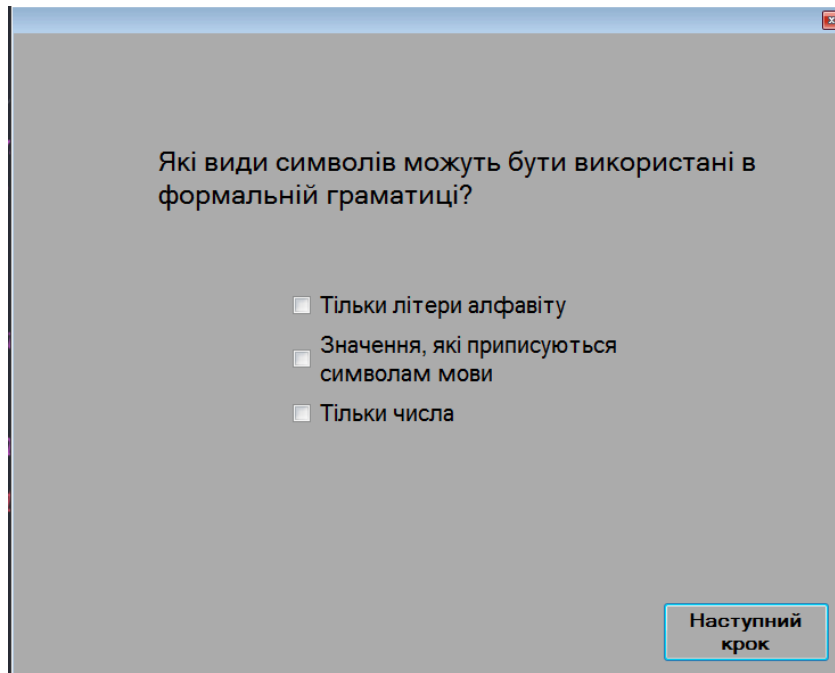 Які види символів можуть бути використані в
формальній граматиці?
Тільки літери алфавіту
Значення, які приписуються
символам мови
Тільки числа
Наступний
крок